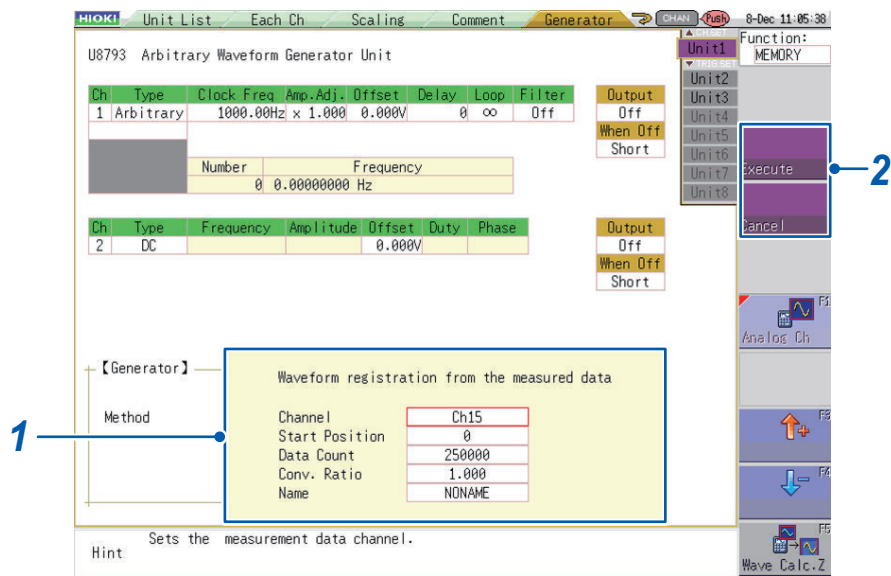 HIOKI Unit List Each Ch Scaling Comment Generator CHAN Push 8-Dec 11:05:38
U8793 Arbitrary Waveform Generator Unit
Function:
MEMORY
Unit1
TRIG SET
Unit2
Unit3
Unit4
Unit5
Unit6
Unit7
Unit8
Ch Type Clock Freq Amp.Adj. Offset Delay Loop Filter
1 Arbitrary 1000.00Hz x 1.000 0.000V 0 ∞ Off
Number Frequency
0 0.00000000 Hz
Output
Off
When Off
Short
Execute
Cancel
2
Ch Type Frequency Amplitude Offset Duty Phase
2 DC 0.000V
Output
Off
When Off
Short
F1
Analog Ch
【Generator】
Method
1
Waveform registration from the measured data
Channel Ch15
Start Position 0
Data Count 250000
Conv. Ratio 1.000
Name NONAME
F3
F4
F5
Wave Calc.Z
Hint Sets the measurement data channel.